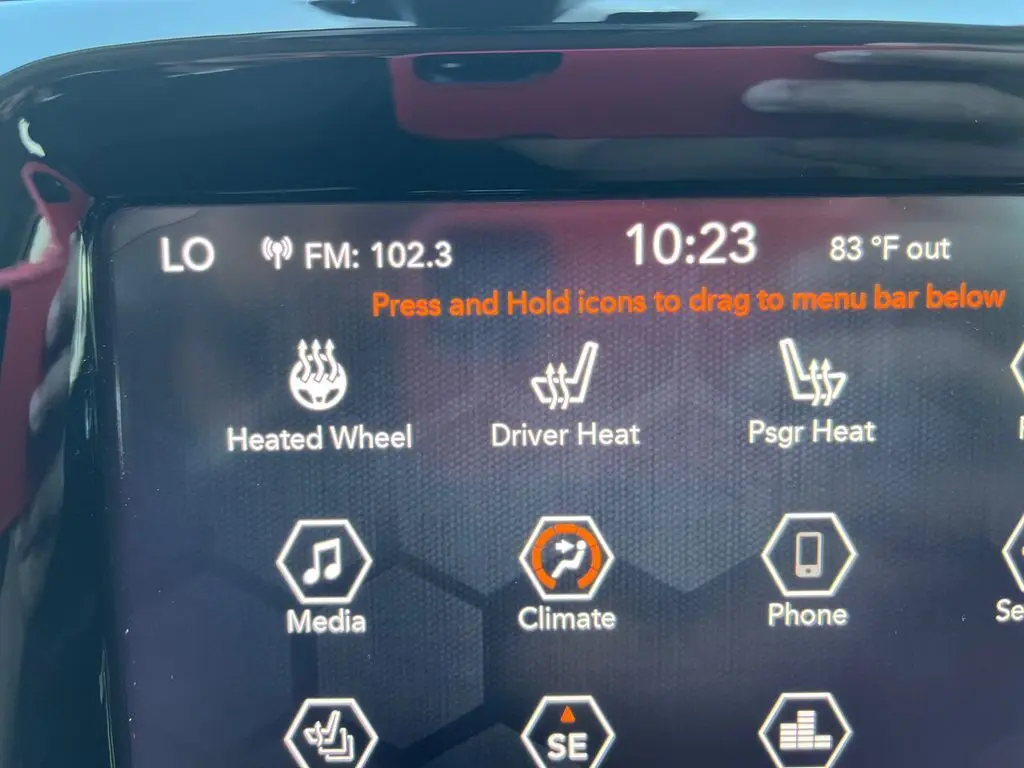 LO FM: 102.3 10:23 83 °F out
Press and Hold icons to drag to menu bar below
Heated Wheel Driver Heat Psgr Heat
Media Climate Phone Se
SE